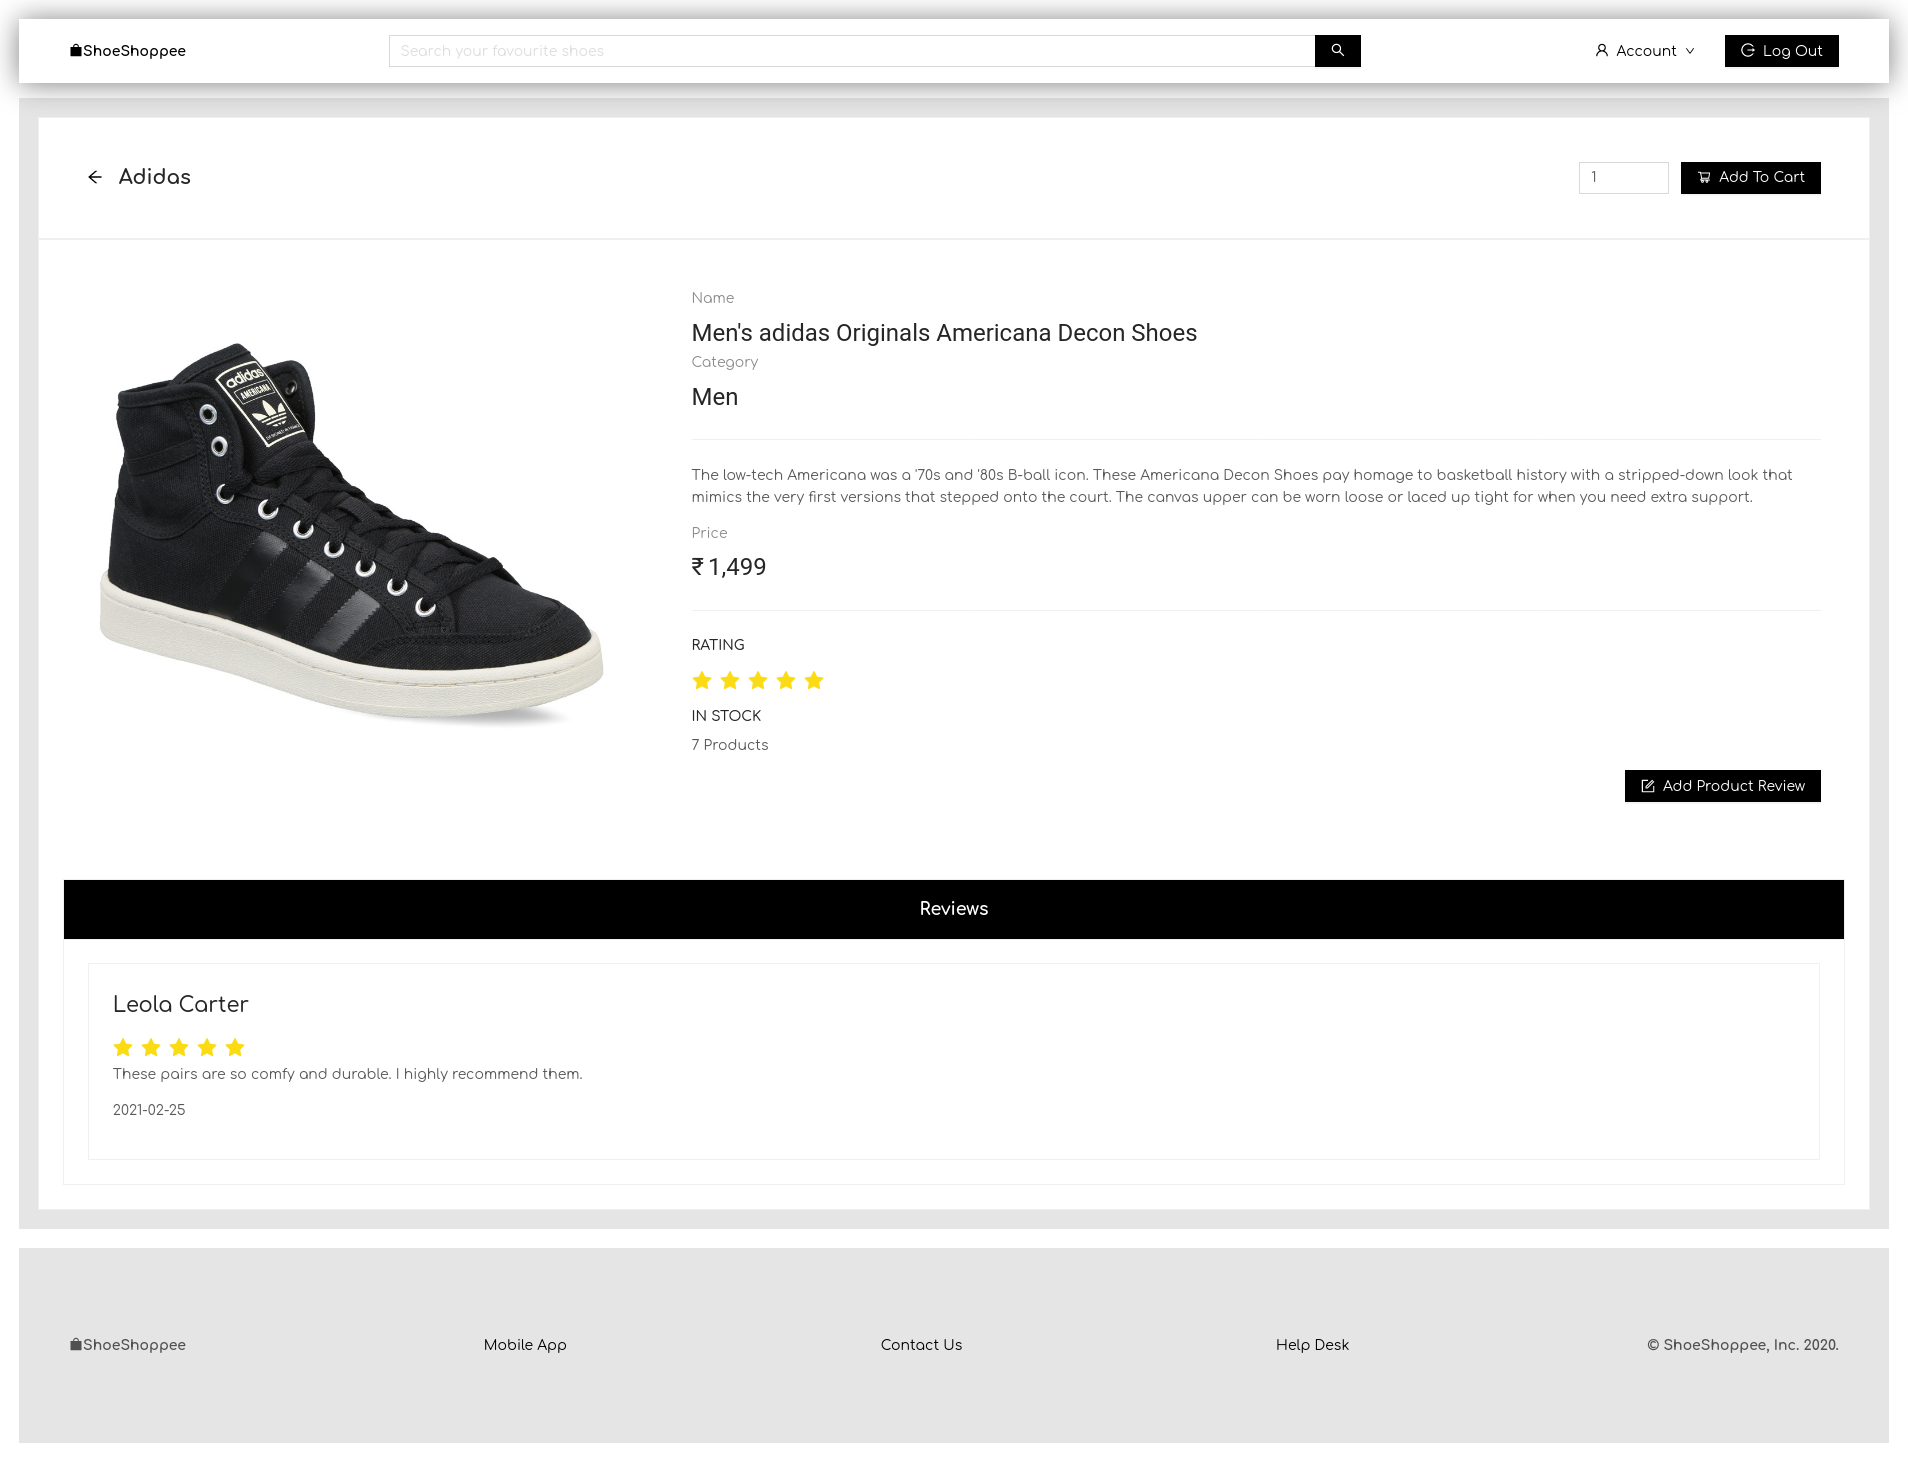 ShoeShoppee
Search your favourite shoes
Account
Log Out
Adidas
1
Add To Cart
adidas
AMERICANA
Name
Men's adidas Originals Americana Decon Shoes
Category
Men
The low-tech Americana was a '70s and '80s B-ball icon. These Americana Decon Shoes pay homage to basketball history with a stripped-down look that
mimics the very first versions that stepped onto the court. The canvas upper can be worn loose or laced up tight for when you need extra support.
Price
₹ 1,499
RATING
IN STOCK
7 Products
Add Product Review
Reviews
Leola Carter
These pairs are so comfy and durable. I highly recommend them.
2021-02-25
ShoeShoppee
Mobile App
Contact Us
Help Desk
© ShoeShoppee, Inc. 2020.